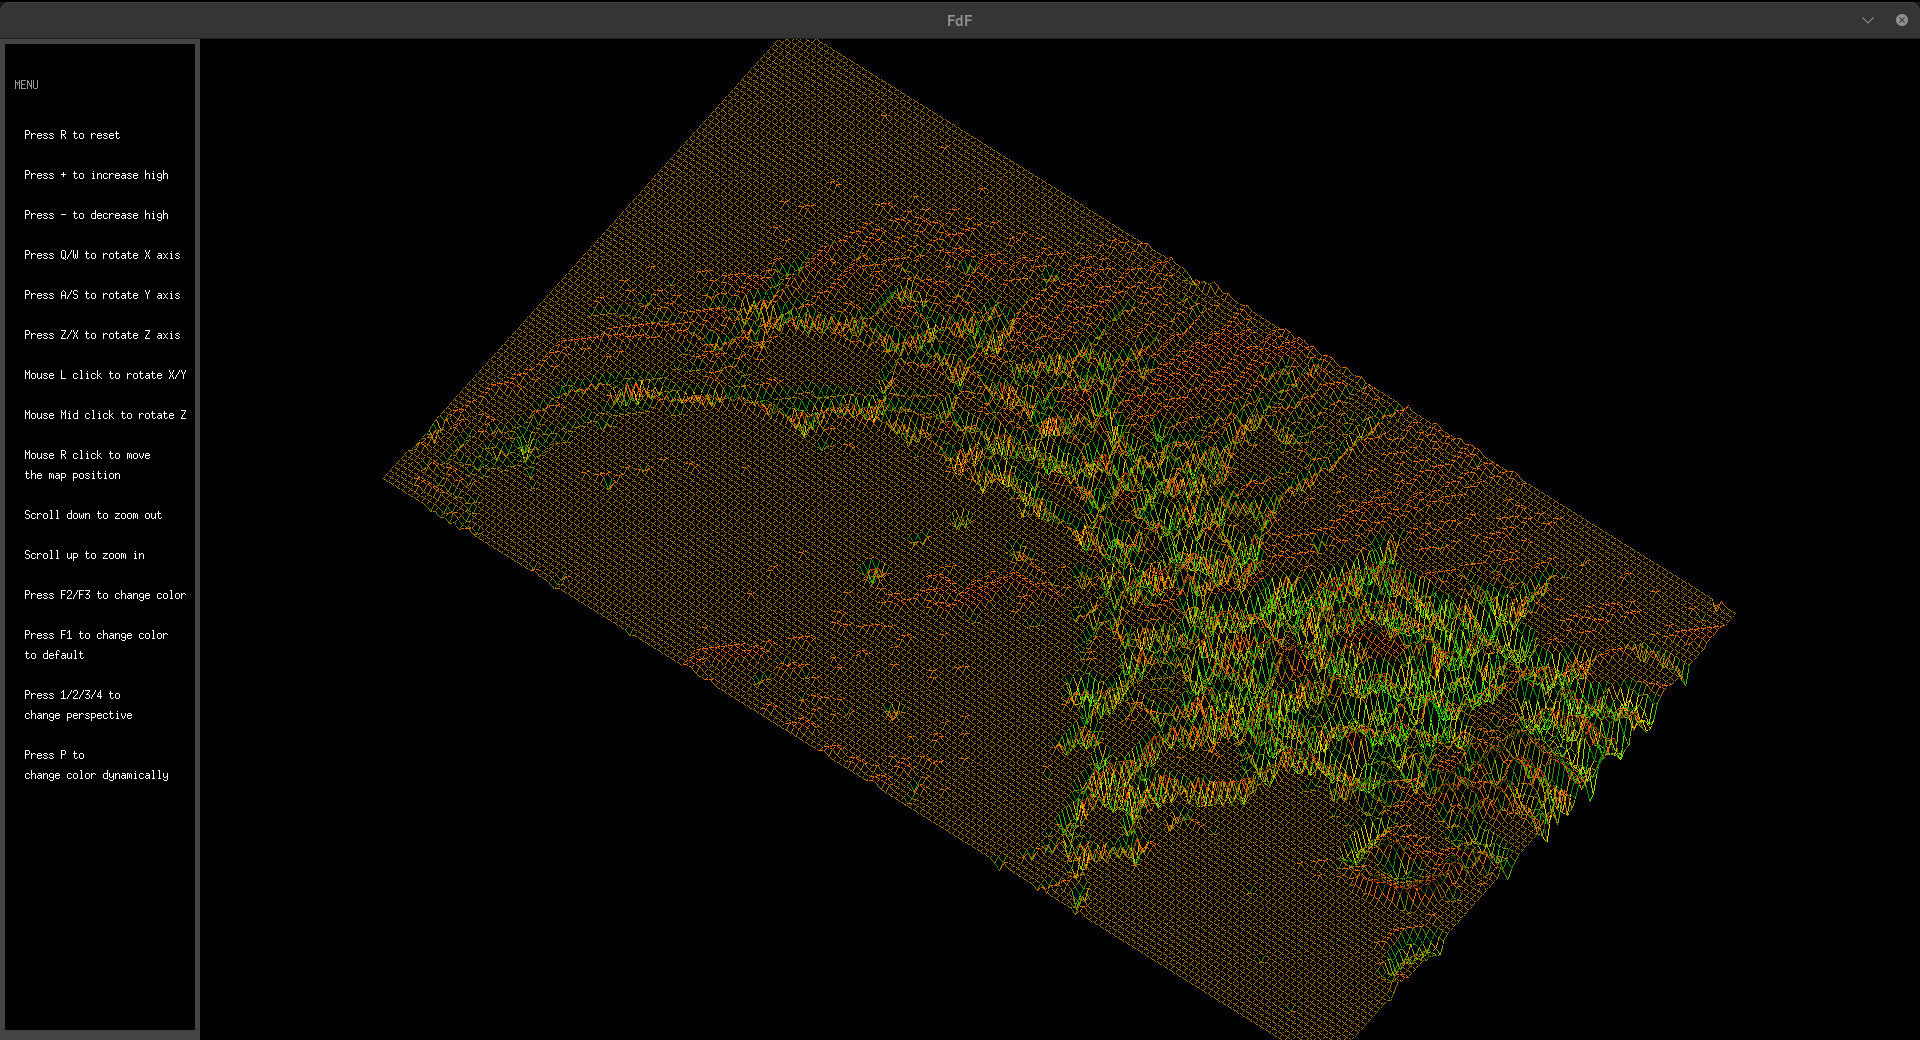 FdF
MENU
Press R to reset
Press + to increase high
Press - to decrease high
Press Q/W to rotate X axis
Press A/S to rotate Y axis
Press Z/X to rotate Z axis
Mouse L click to rotate X/Y
Mouse Mid click to rotate Z
Mouse R click to move
the map position
Scroll down to zoom out
Scroll up to zoom in
Press F2/F3 to change color
Press F1 to change color
to default
Press 1/2/3/4 to
change perspective
Press P to
change color dynamically